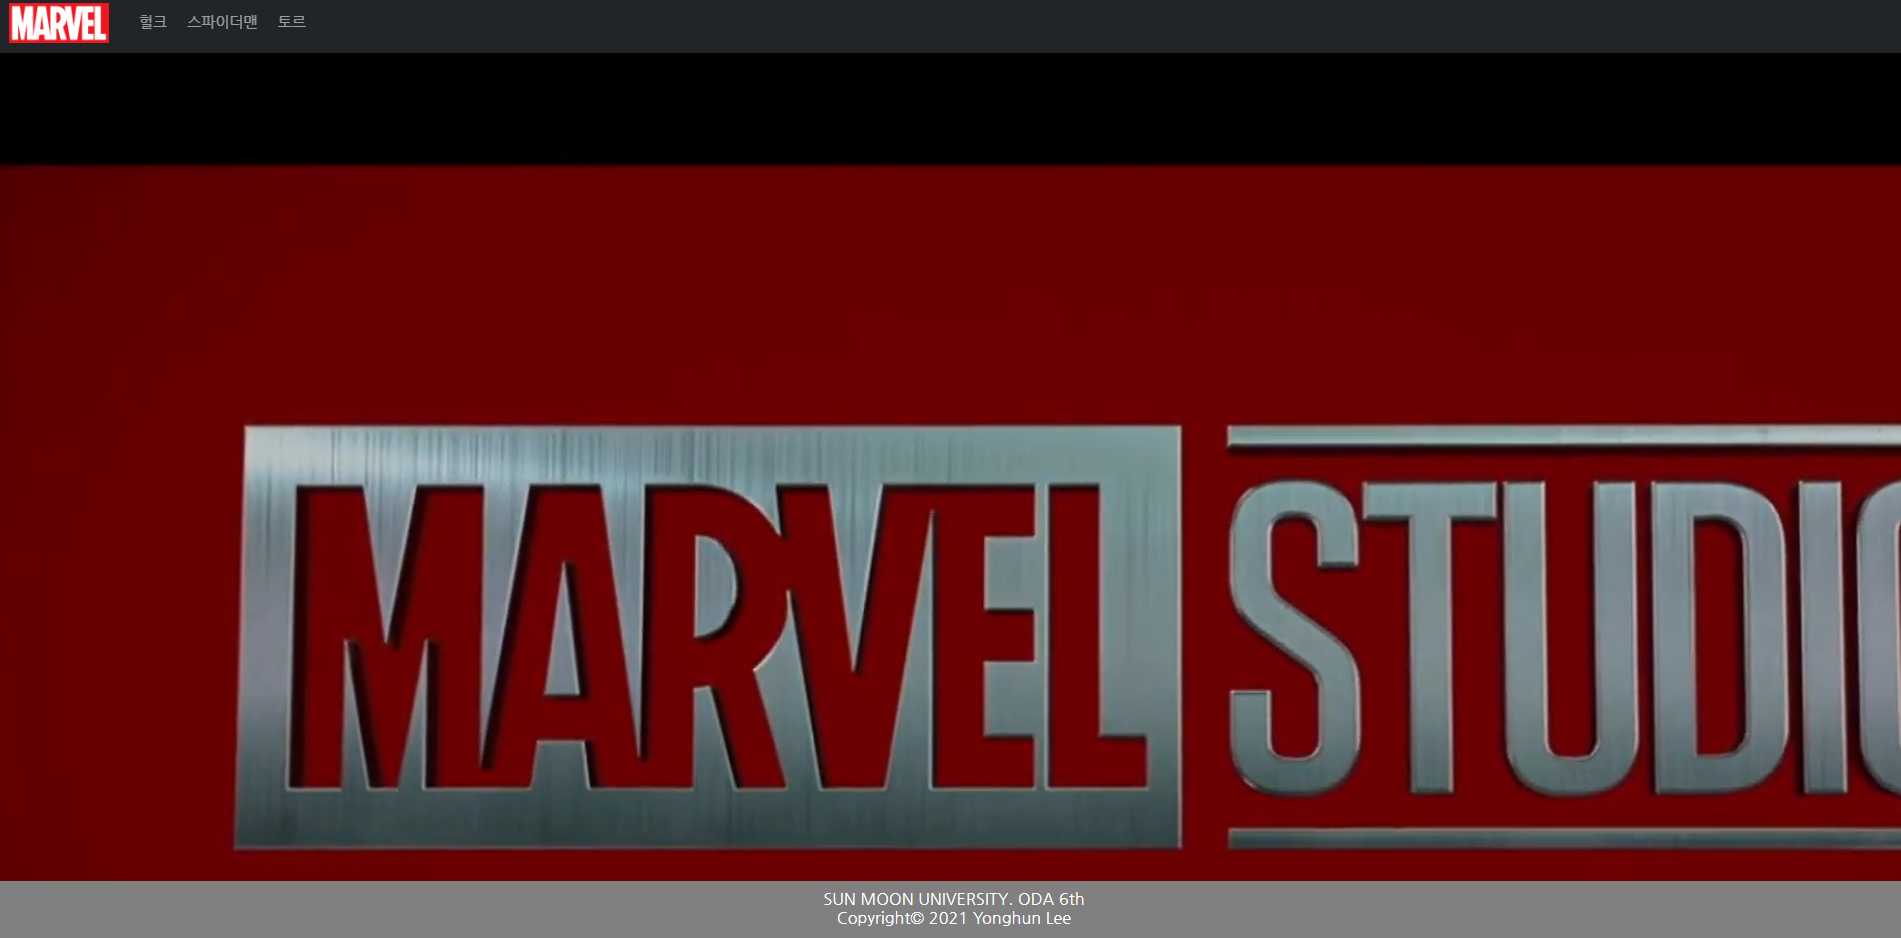 MARVEL 헐크 스파이더맨 토르
MARVEL STUDIO
SUN MOON UNIVERSITY. ODA 6th
Copyright© 2021 Yonghun Lee